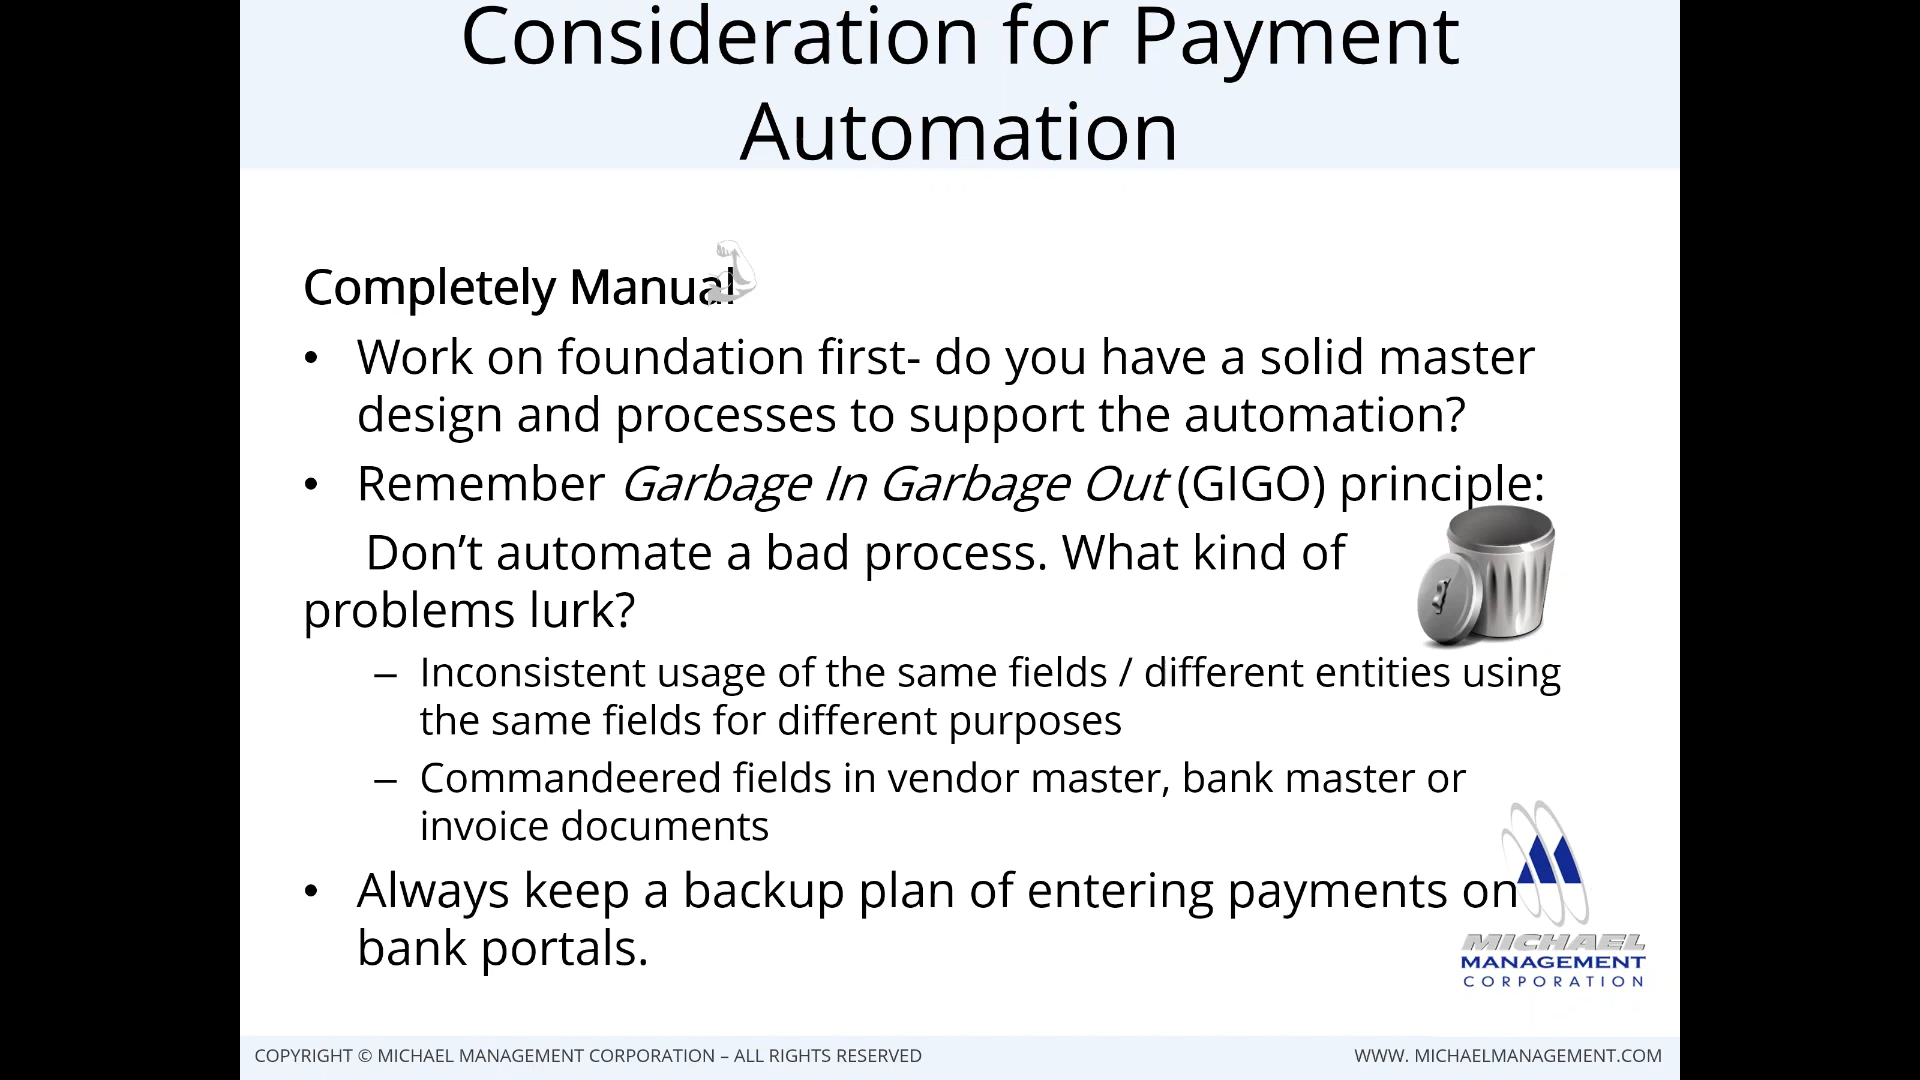 Consideration for Payment
Automation
Completely Manual
• Work on foundation first- do you have a solid master
design and processes to support the automation?
• Remember Garbage In Garbage Out (GIGO) principle:
Don’t automate a bad process. What kind of
problems lurk?
– Inconsistent usage of the same fields / different entities using
the same fields for different purposes
– Commandeered fields in vendor master, bank master or
invoice documents
• Always keep a backup plan of entering payments on
bank portals.
MICHAEL
MANAGEMENT
CORPORATION
COPYRIGHT © MICHAEL MANAGEMENT CORPORATION – ALL RIGHTS RESERVED
WWW. MICHAELMANAGEMENT.COM